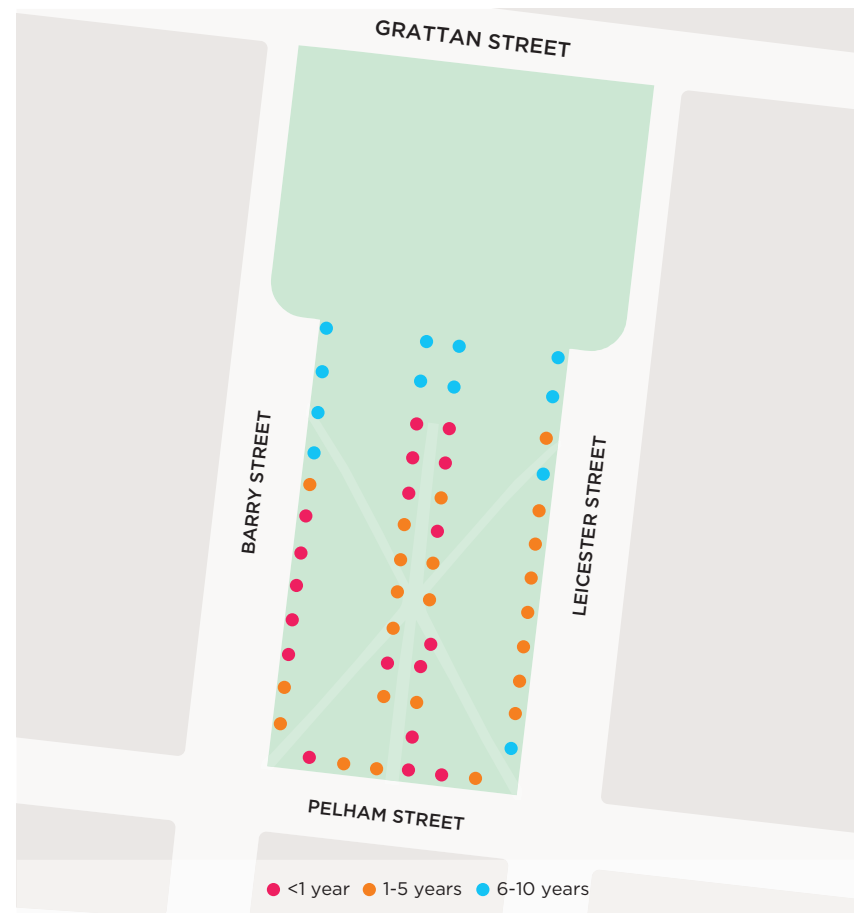 GRATTAN STREET
BARRY STREET
LEICESTER STREET
PELHAM STREET
<1 year
1-5 years
6-10 years